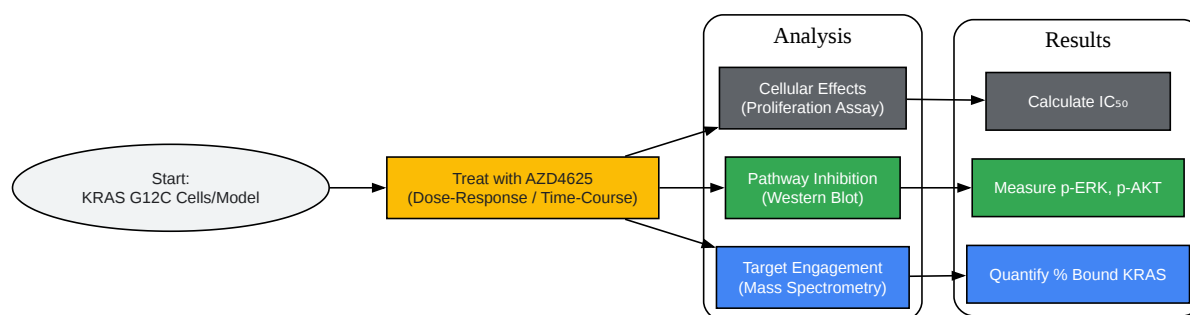 Analysis
Results
Cellular Effects
(Proliferation Assay)
Calculate IC₅₀
Start:
KRAS G12C Cells/Model
Treat with AZD4625
(Dose-Response / Time-Course)
Pathway Inhibition
(Western Blot)
Measure p-ERK, p-AKT
Target Engagement
(Mass Spectrometry)
Quantify % Bound KRAS